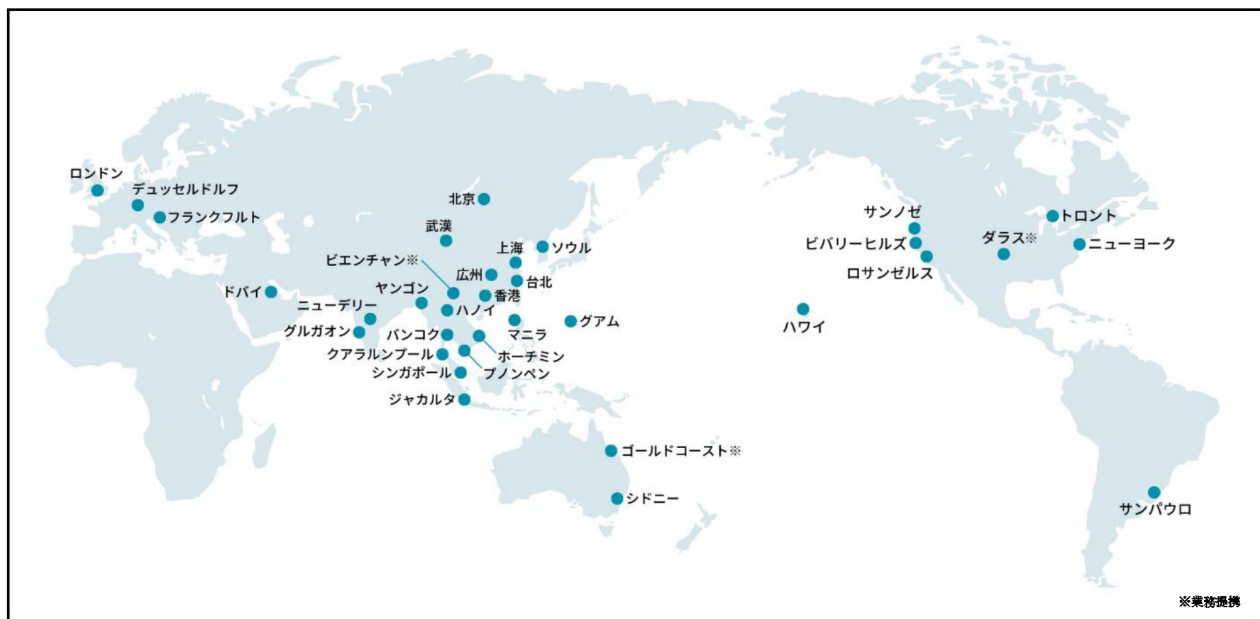 ロンドン
デュッセルドルフ
フランクフルト
北京
武漢
上海
ソウル
ビエンチャン※
広州
台北
ドバイ
ヤンゴン
香港
ニューデリー
ハノイ
グルガオン
バンコク
マニラ
グアム
クアラルンプール
ホーチミン
シンガポール
プノンペン
ジャカルタ
ゴールドコースト※
シドニー
ハワイ
サンノゼ
ビバリーヒルズ
ロサンゼルス
ダラス※
トロント
ニューヨーク
サンパウロ
※業務提携